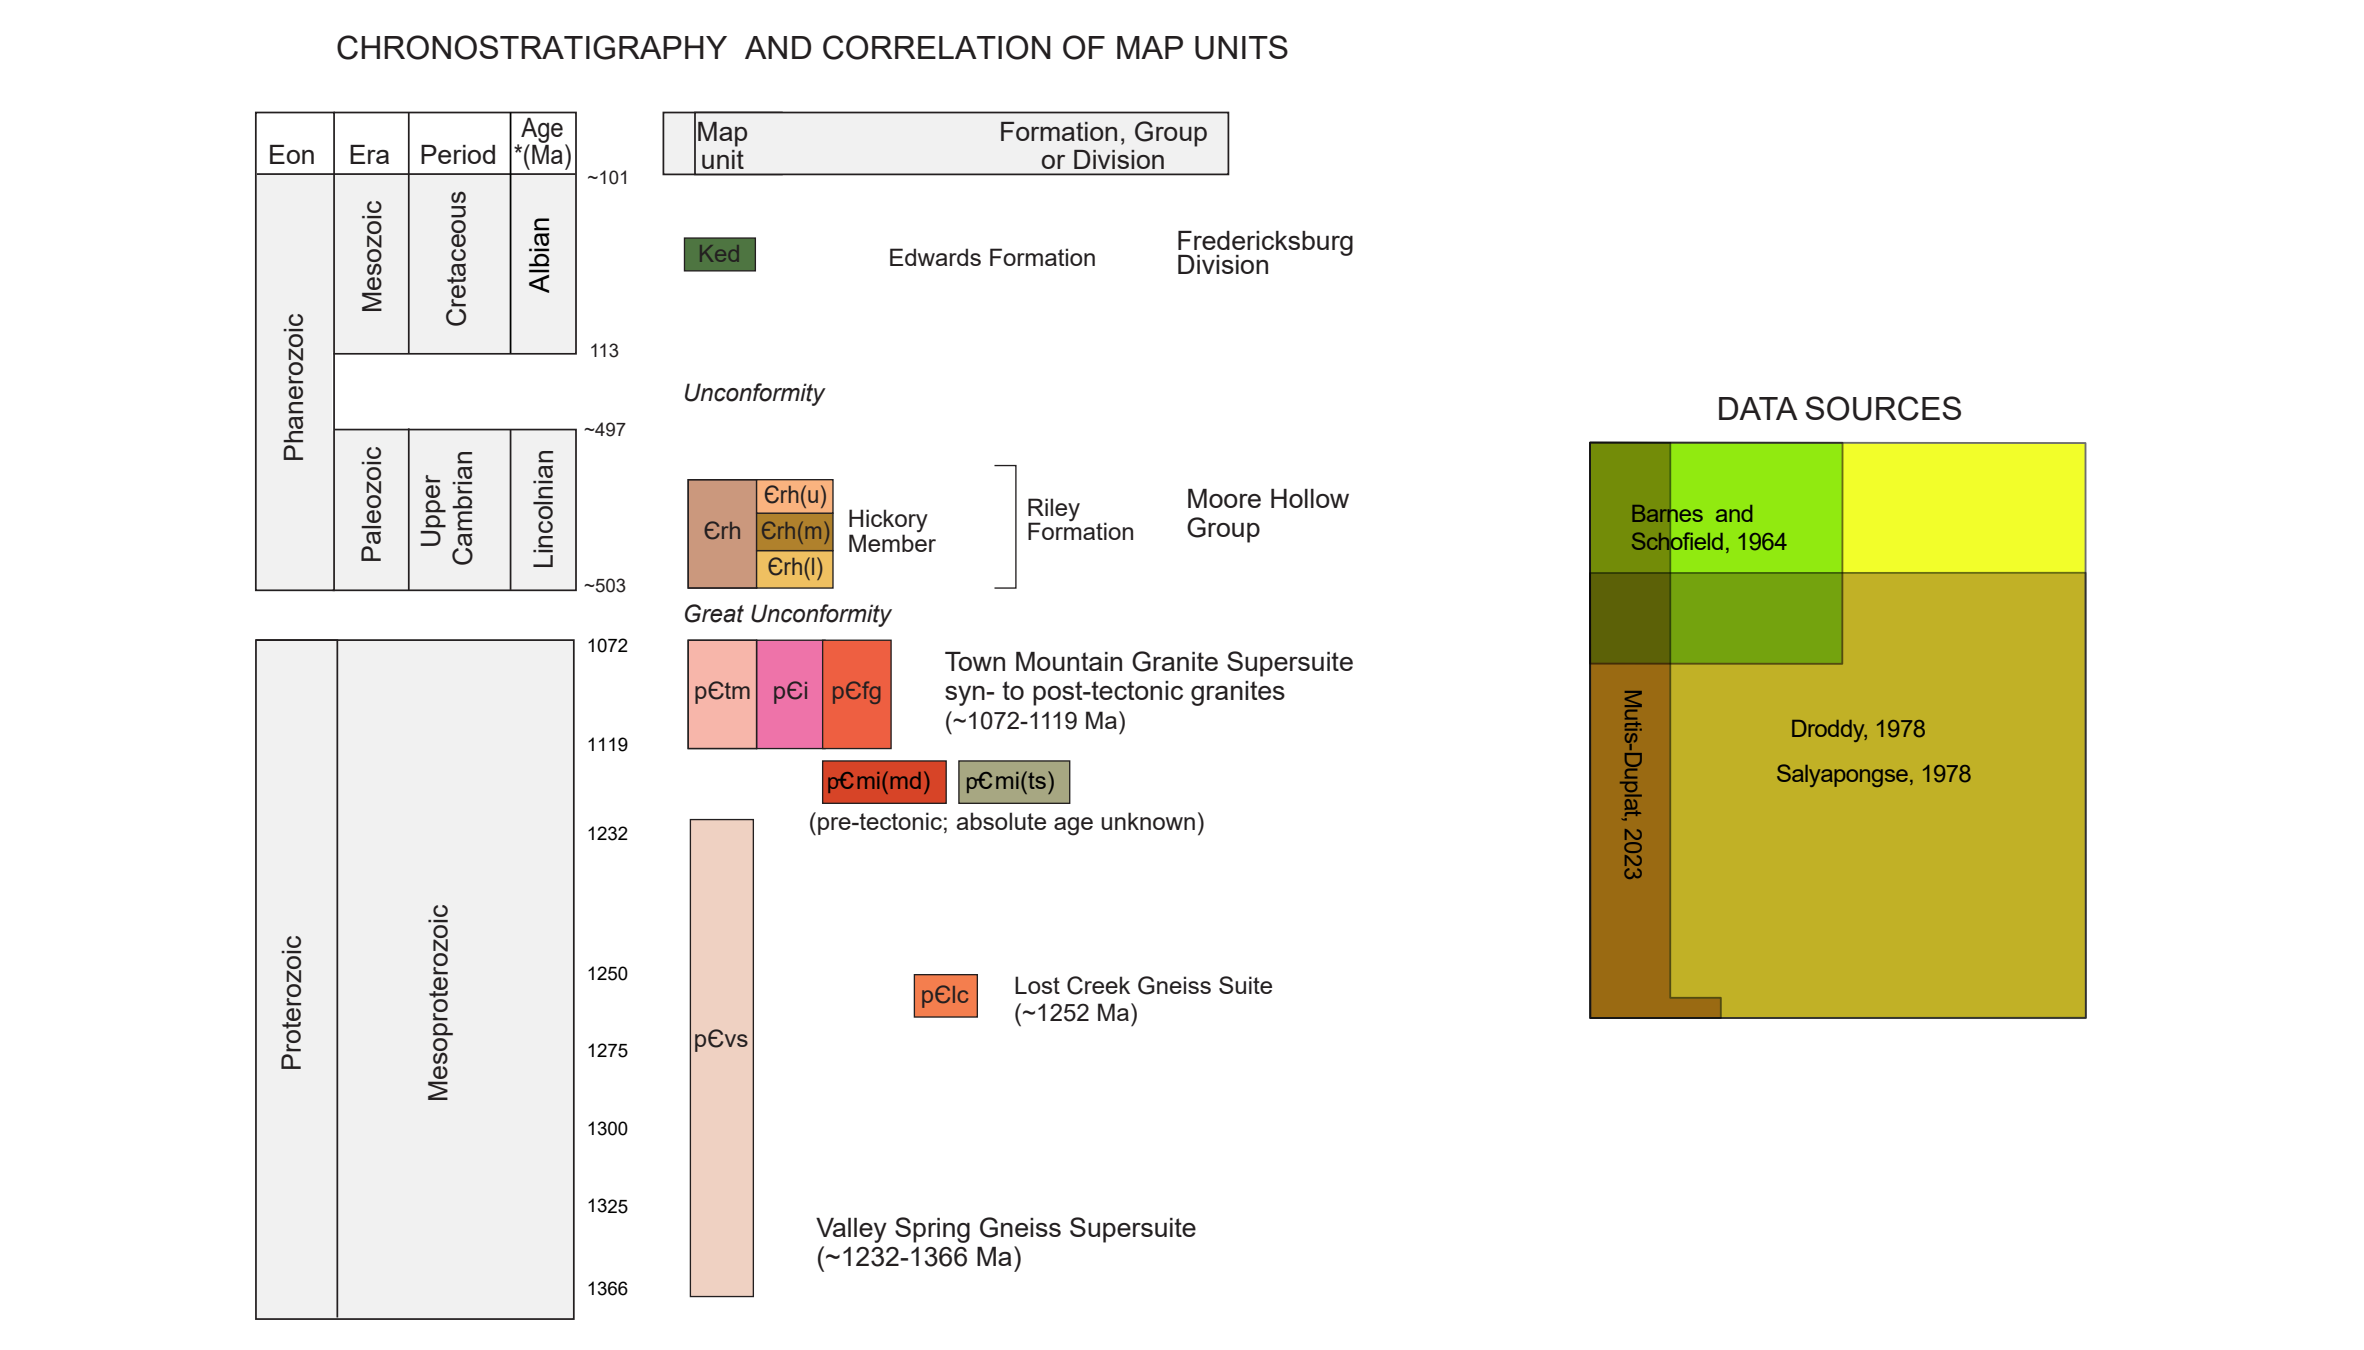 CHRONOSTRATIGRAPHY AND CORRELATION OF MAP UNITS
Eon
Era
Period
Age
*(Ma)
Map
unit
Formation, Group
or Division
~101
Phanerozoic
Mesozoic
Cretaceous
Albian
Ked
Edwards Formation
Fredericksburg
Division
113
Unconformity
~497
Paleozoic
Upper
Cambrian
Lincolnian
Єrh
Єrh(u)
Єrh(m)
Єrh(l)
Hickory
Member
Riley
Formation
Moore Hollow
Group
~503
Great Unconformity
Proterozoic
Mesoproterozoic
1072
pЄtm
pЄi
pЄfg
Town Mountain Granite Supersuite
syn- to post-tectonic granites
(~1072-1119 Ma)
1119
pЄmi(md)
pЄmi(ts)
(pre-tectonic; absolute age unknown)
1232
1250
pЄlc
Lost Creek Gneiss Suite
(~1252 Ma)
pЄvs
1275
1300
1325
Valley Spring Gneiss Supersuite
(~1232-1366 Ma)
1366
DATA SOURCES
Barnes and
Schofield, 1964
Mutis-Duplat, 2023
Droddy, 1978
Salyapongse, 1978